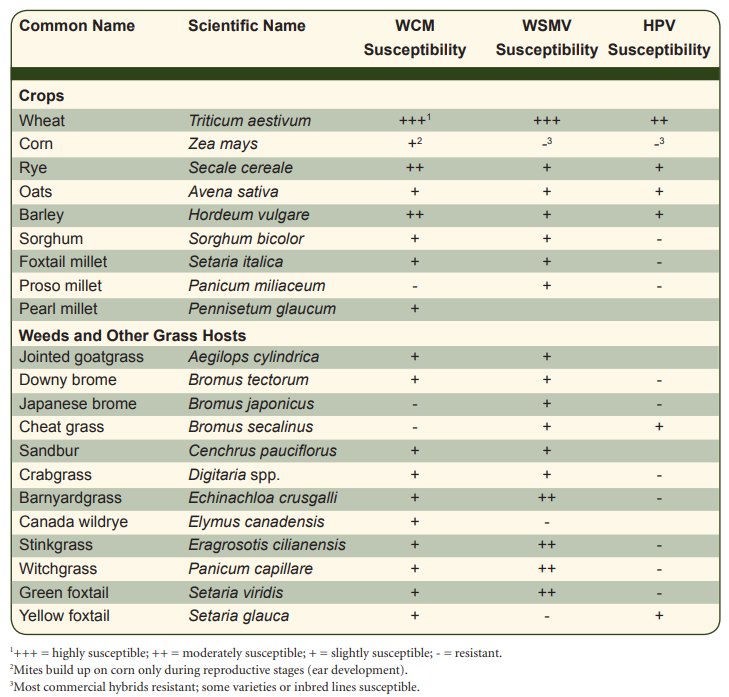 Common Name Scientific Name WCM Susceptibility WSMV Susceptibility HPV Susceptibility
Crops
Wheat Triticum aestivum +++¹ +++ ++
Corn Zea mays +² -³ -³
Rye Secale cereale ++ + +
Oats Avena sativa + + +
Barley Hordeum vulgare ++ + +
Sorghum Sorghum bicolor + + -
Foxtail millet Setaria italica + + -
Proso millet Panicum miliaceum - + -
Pearl millet Pennisetum glaucum +
Weeds and Other Grass Hosts
Jointed goatgrass Aegilops cylindrica + +
Downy brome Bromus tectorum + + -
Japanese brome Bromus japonicus - + -
Cheat grass Bromus secalinus - + +
Sandbur Cenchrus pauciflorus + +
Crabgrass Digitaria spp. + + -
Barnyardgrass Echinachloa crusgalli + ++ -
Canada wildrye Elymus canadensis + -
Stinkgrass Eragrosotis cilianensis + ++ -
Witchgrass Panicum capillare + ++ -
Green foxtail Setaria viridis + ++ -
Yellow foxtail Setaria glauca + - +
¹+++ = highly susceptible; ++ = moderately susceptible; + = slightly susceptible; - = resistant.
²Mites build up on corn only during reproductive stages (ear development).
³Most commercial hybrids resistant; some varieties or inbred lines susceptible.